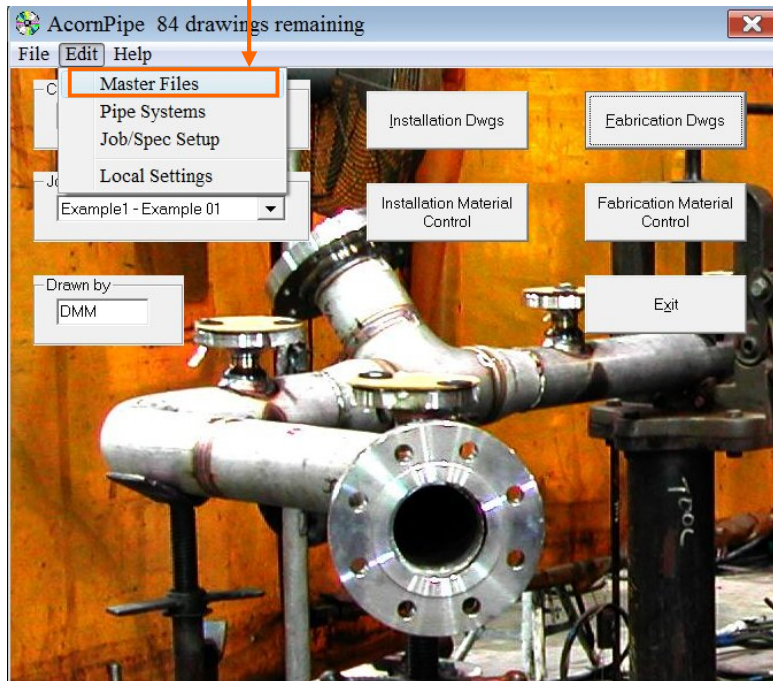 AcornPipe 84 drawings remaining
File Edit Help
Master Files
Pipe Systems
Job/Spec Setup
Local Settings
C
Jo
Example1 - Example 01
Drawn by
DMM
Installation Dwgs
Fabrication Dwgs
Installation Material
Control
Fabrication Material
Control
Exit